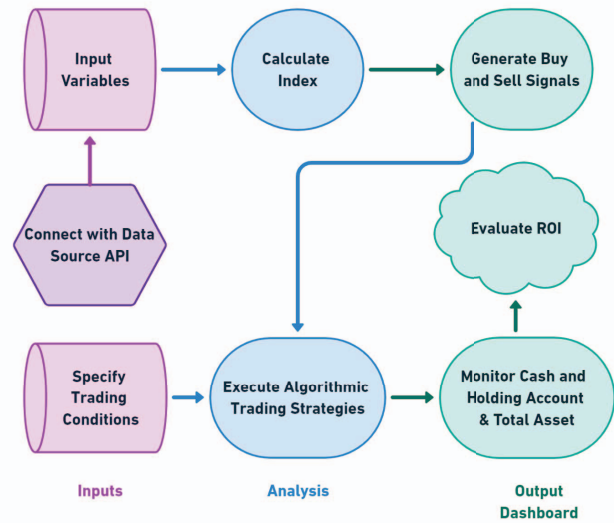 Input
Variables
Calculate
Index
Generate Buy
and Sell Signals
Connect with Data
Source API
Evaluate ROI
Specify
Trading
Conditions
Execute Algorithmic
Trading Strategies
Monitor Cash and
Holding Account
& Total Asset
Inputs
Analysis
Output
Dashboard